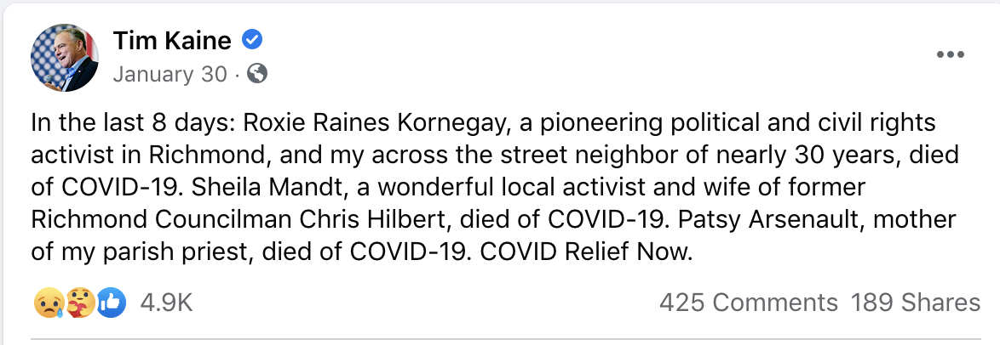 Tim Kaine
January 30 ·
In the last 8 days: Roxie Raines Kornegay, a pioneering political and civil rights
activist in Richmond, and my across the street neighbor of nearly 30 years, died
of COVID-19. Sheila Mandt, a wonderful local activist and wife of former
Richmond Councilman Chris Hilbert, died of COVID-19. Patsy Arsenault, mother
of my parish priest, died of COVID-19. COVID Relief Now.
4.9K 425 Comments 189 Shares